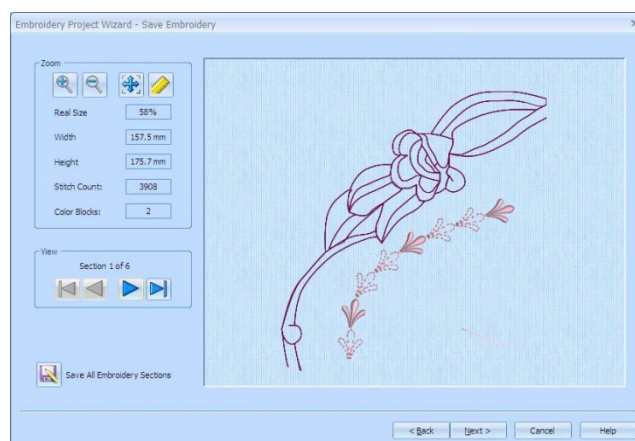 Embroidery Project Wizard - Save Embroidery
Zoom
Real Size 58%
Width 157.5 mm
Height 175.7 mm
Stitch Count: 3908
Color Blocks: 2
View
Section 1 of 6
Save All Embroidery Sections
< Back Next > Cancel Help